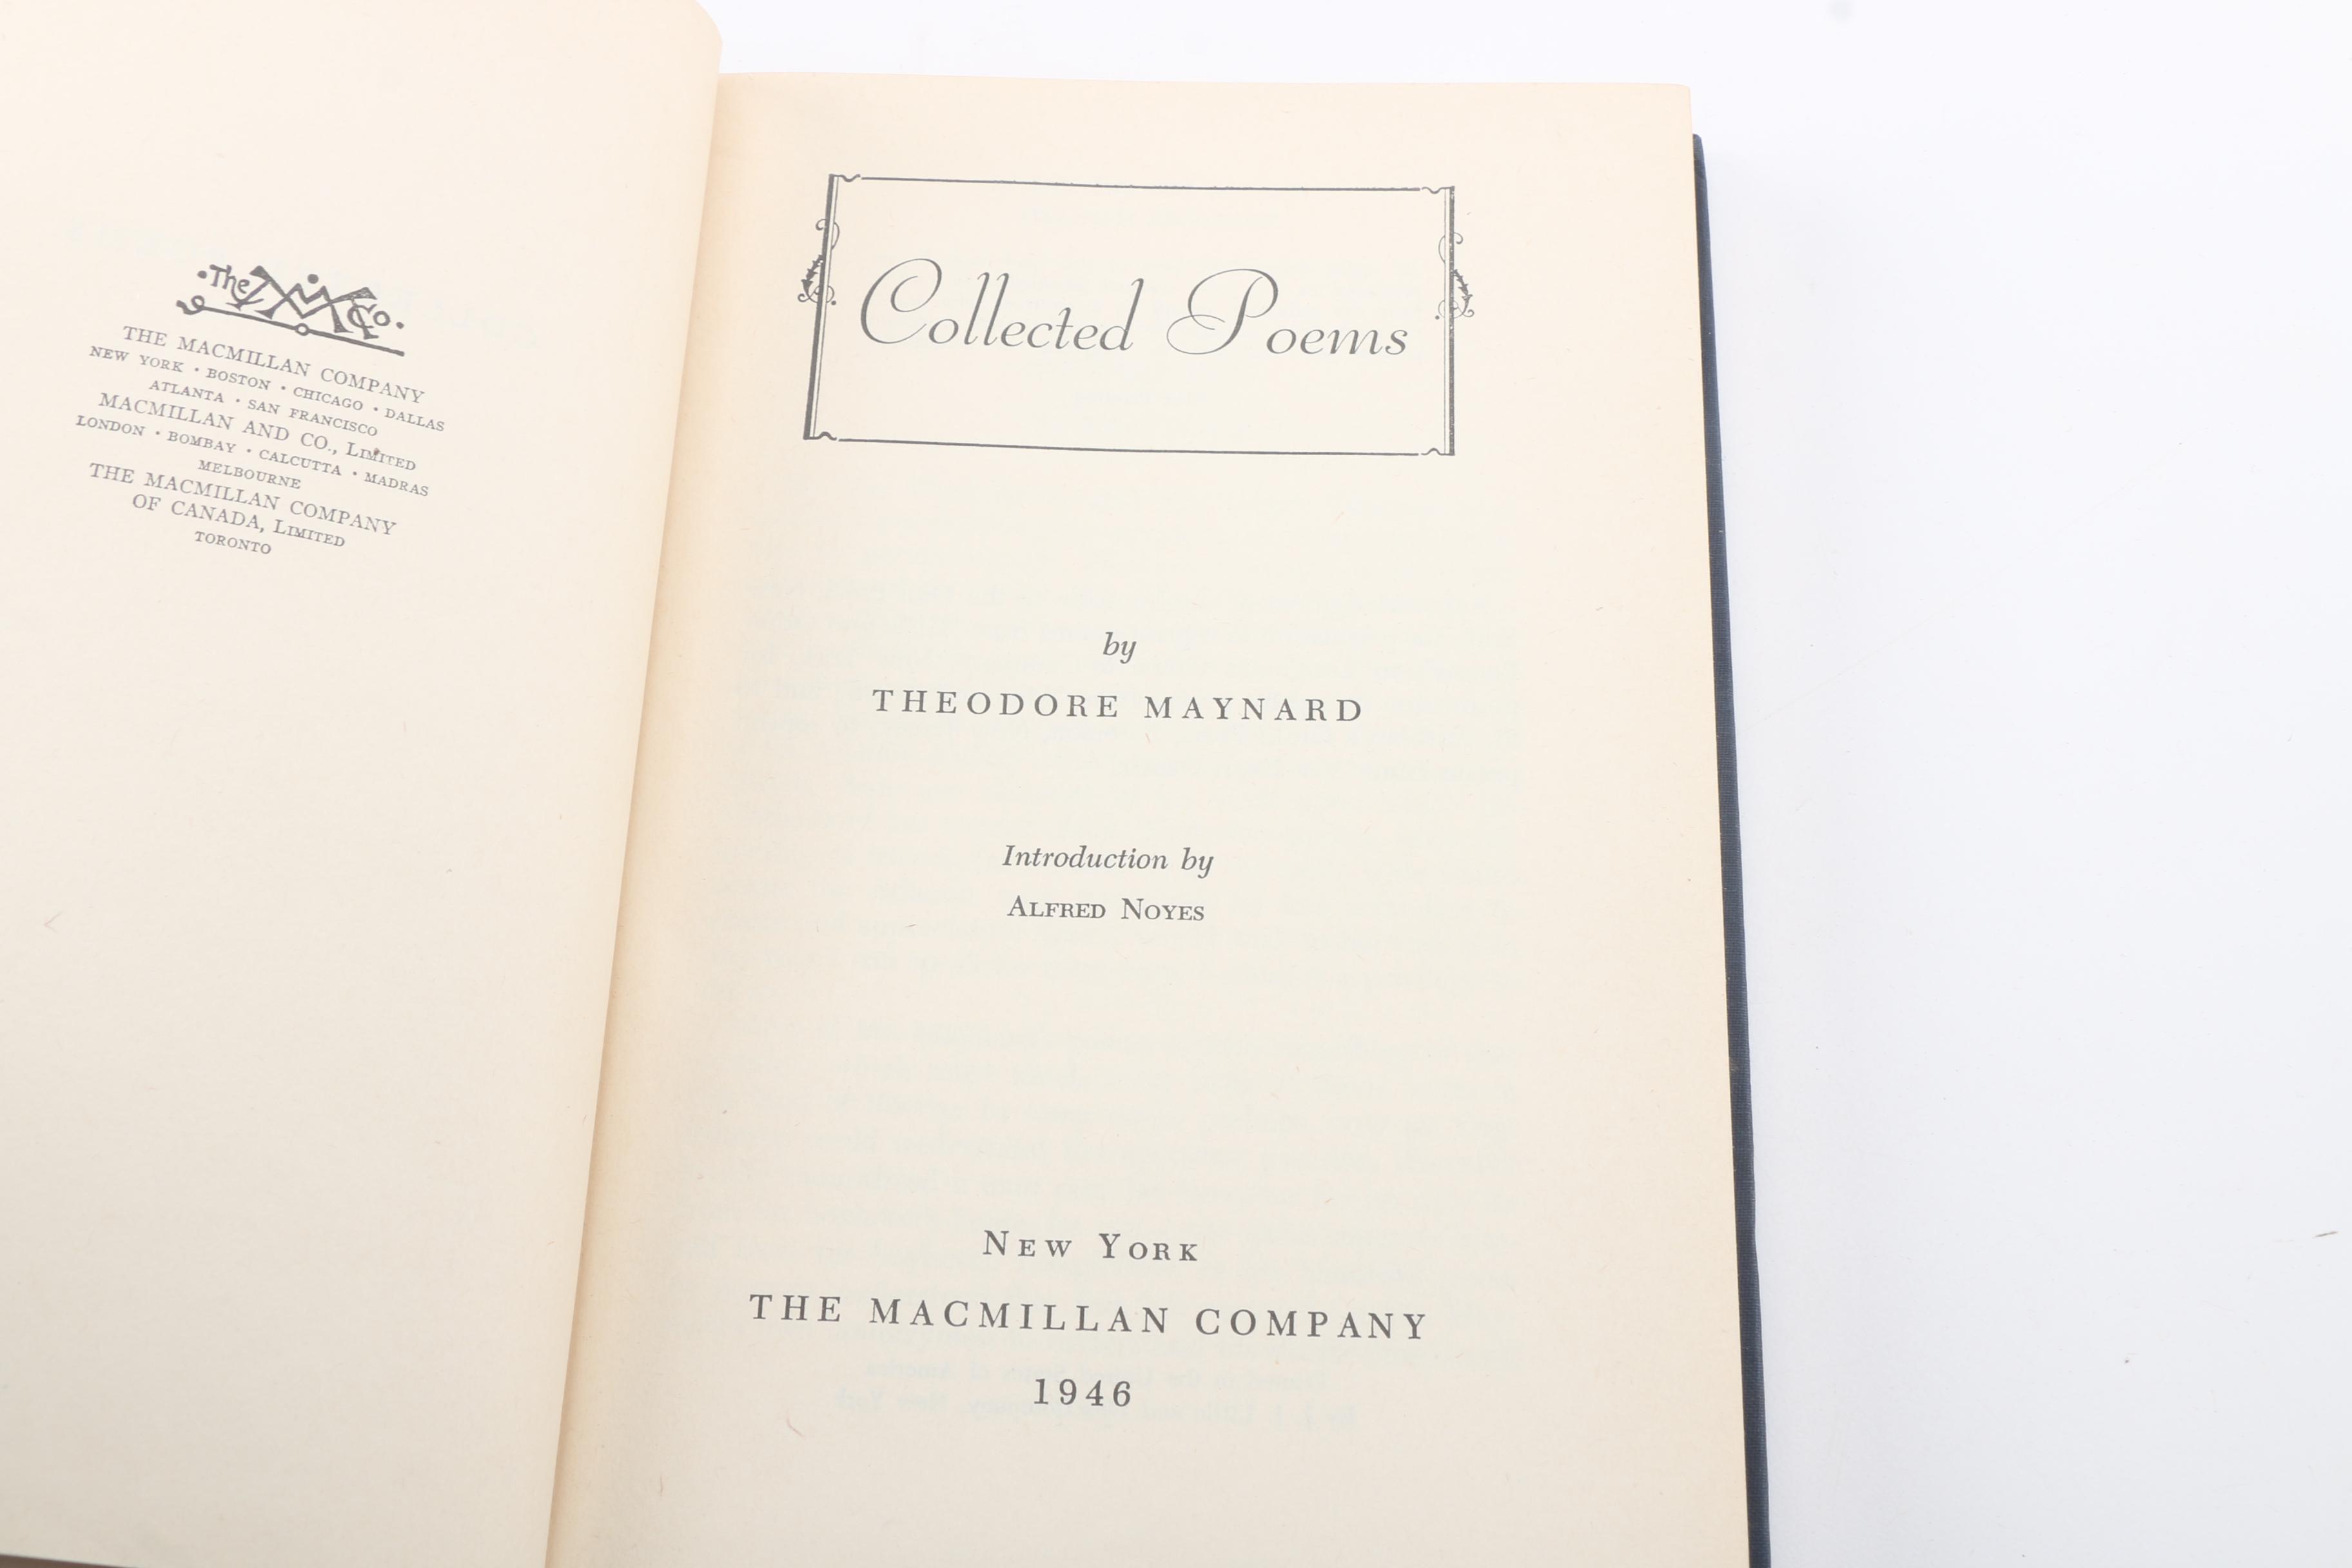 ·The MM Co.
THE MACMILLAN COMPANY
NEW YORK · BOSTON · CHICAGO · DALLAS
ATLANTA · SAN FRANCISCO
MACMILLAN AND CO., LIMITED
LONDON · BOMBAY · CALCUTTA · MADRAS
MELBOURNE
THE MACMILLAN COMPANY
OF CANADA, LIMITED
TORONTO
Collected Poems
by
THEODORE MAYNARD
Introduction by
ALFRED NOYES
NEW YORK
THE MACMILLAN COMPANY
1946